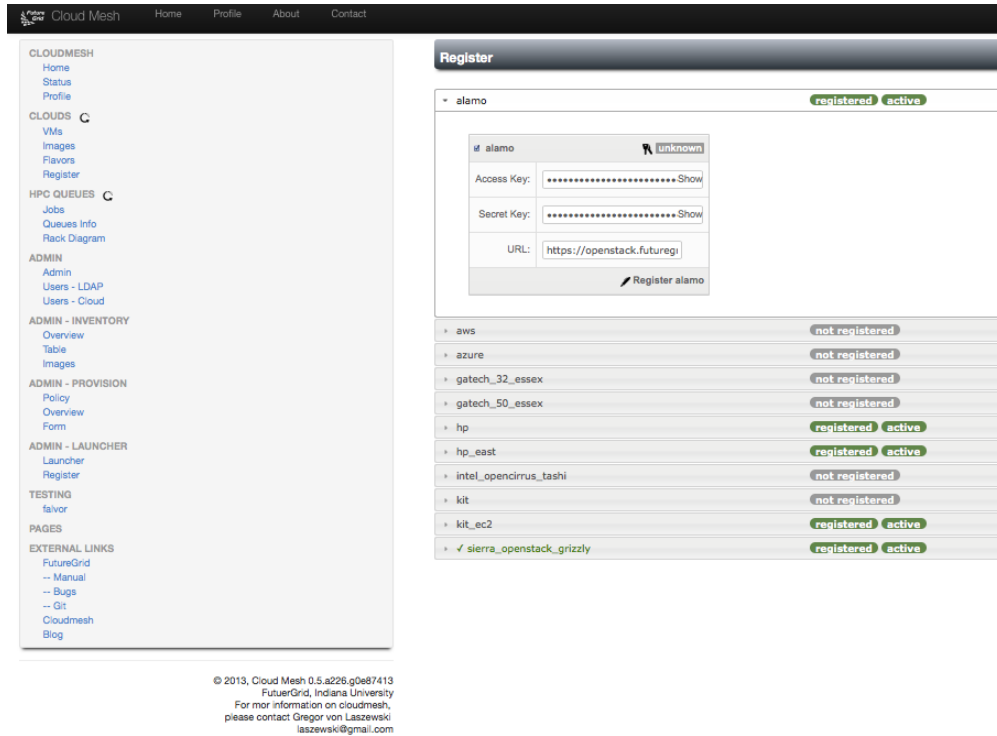 Future Grid Cloud Mesh Home Profile About Contact
CLOUDMESH
Home
Status
Profile
CLOUDS
VMs
Images
Flavors
Register
HPC QUEUES
Jobs
Queues Info
Rack Diagram
ADMIN
Admin
Users - LDAP
Users - Cloud
ADMIN - INVENTORY
Overview
Table
Images
ADMIN - PROVISION
Policy
Overview
Form
ADMIN - LAUNCHER
Launcher
Register
TESTING
falvor
PAGES
EXTERNAL LINKS
FutureGrid
-- Manual
-- Bugs
-- Git
Cloudmesh
Blog
© 2013, Cloud Mesh 0.5.a226.g0e87413
FutuerGrid, Indiana University
For mor information on cloudmesh,
please contact Gregor von Laszewski
laszewski@gmail.com
Register
alamo registered active
alamo unknown
Access Key: ••••••••••••••••••••••••• Show
Secret Key: ••••••••••••••••••••••••• Show
URL: https://openstack.futuregi
Register alamo
aws not registered
azure not registered
gatech_32_essex not registered
gatech_50_essex not registered
hp registered active
hp_east registered active
intel_opencirrus_tashi not registered
kit not registered
kit_ec2 registered active
✓ sierra_openstack_grizzly registered active